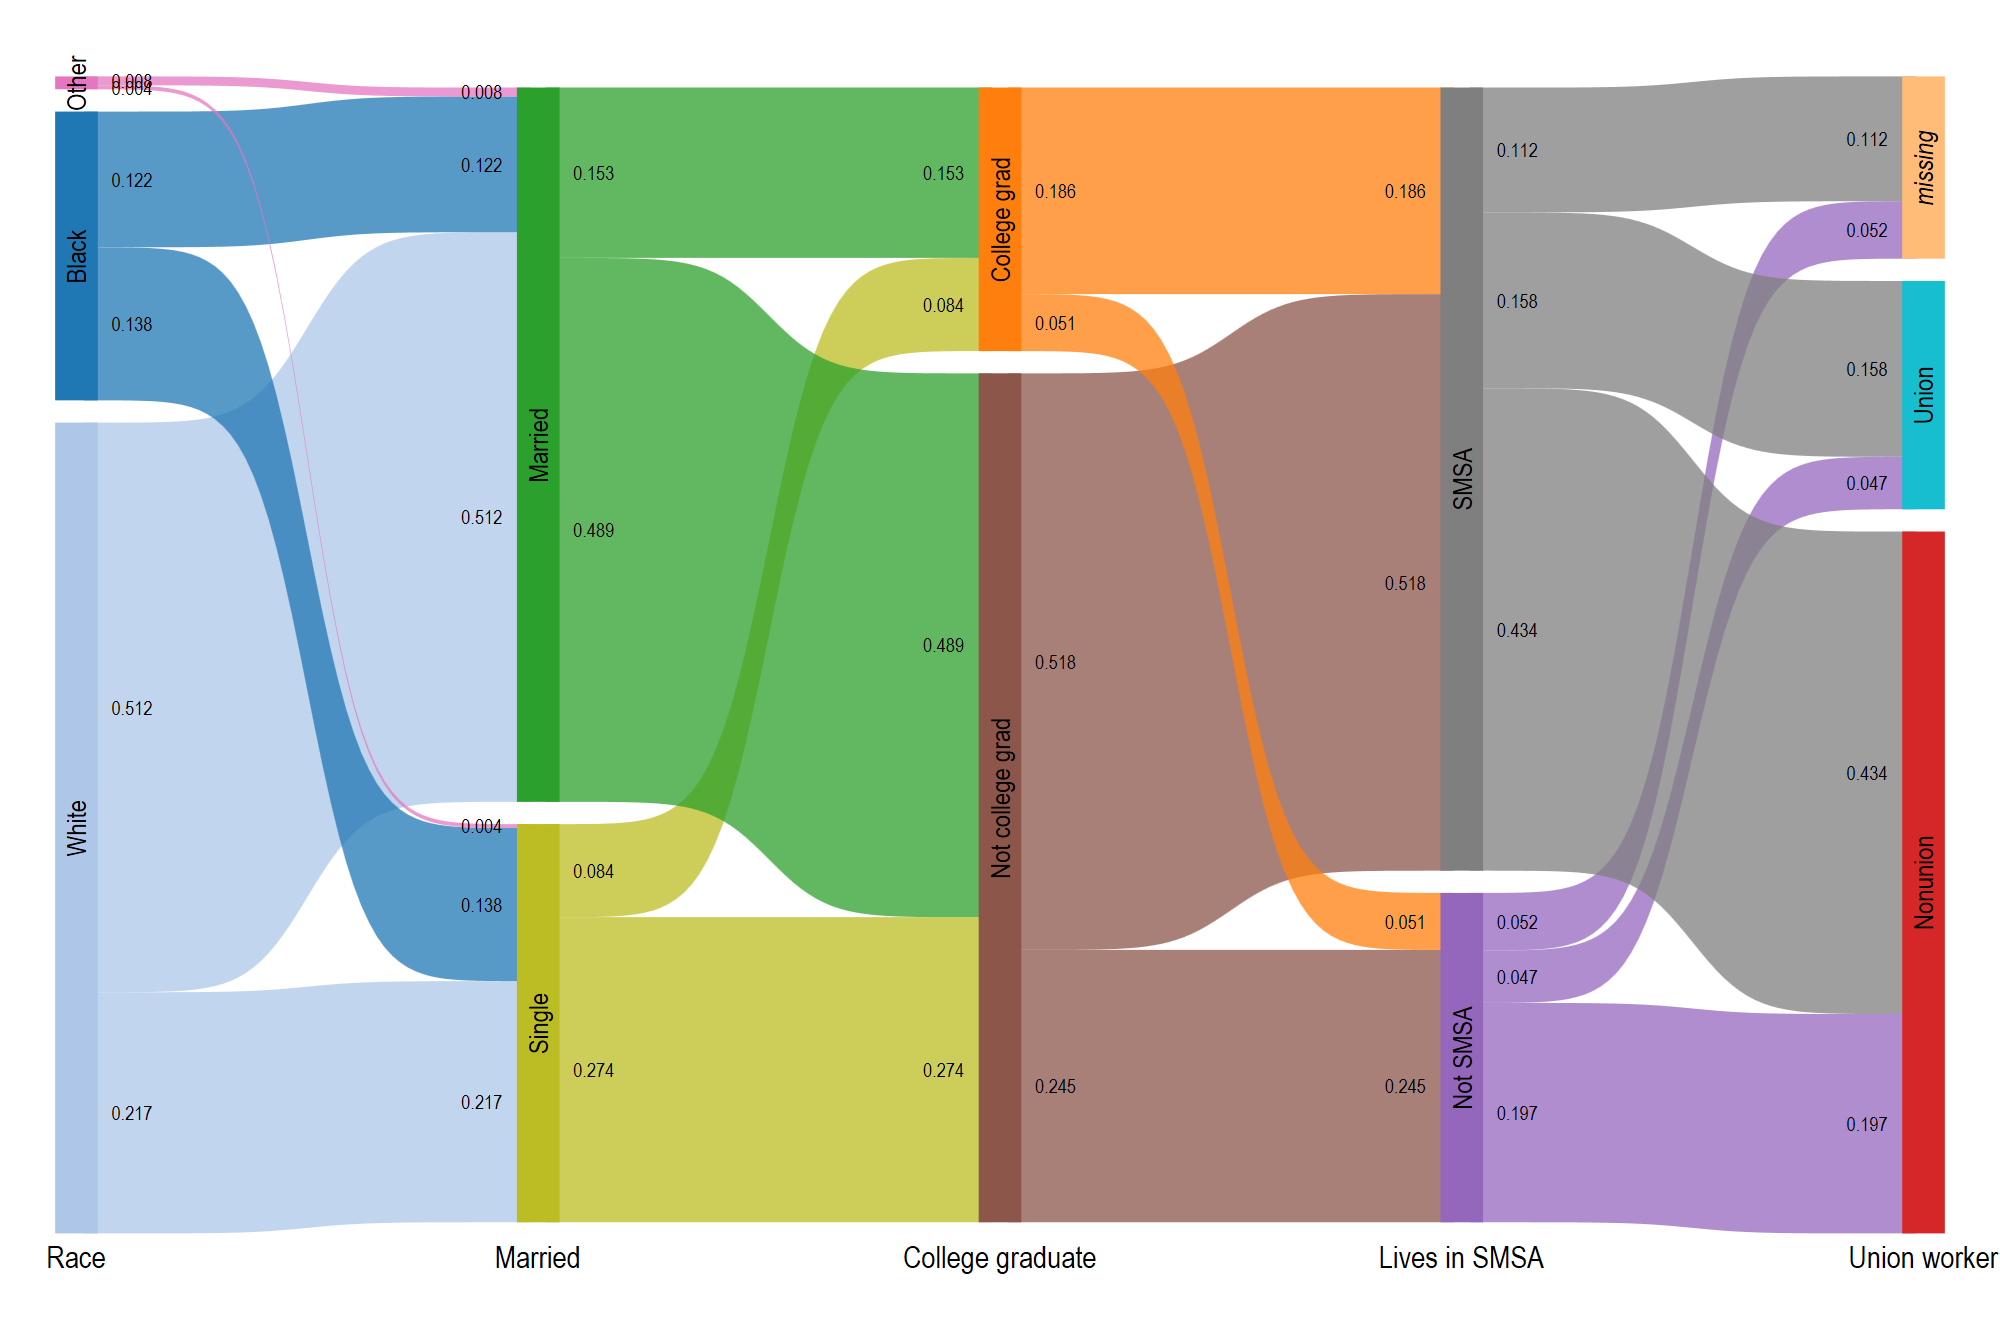 Other
0.008
0.004
Black
0.122
0.138
White
0.512
0.217
0.008
0.122
0.512
Married
0.153
0.489
0.004
0.138
0.217
Single
0.084
0.274
0.153
0.084
College grad
0.186
0.051
0.489
0.274
Not college grad
0.518
0.245
0.186
0.518
SMSA
0.112
0.158
0.434
0.051
0.245
Not SMSA
0.052
0.047
0.197
0.112
0.052
missing
0.158
0.047
Union
0.434
0.197
Nonunion
Race
Married
College graduate
Lives in SMSA
Union worker